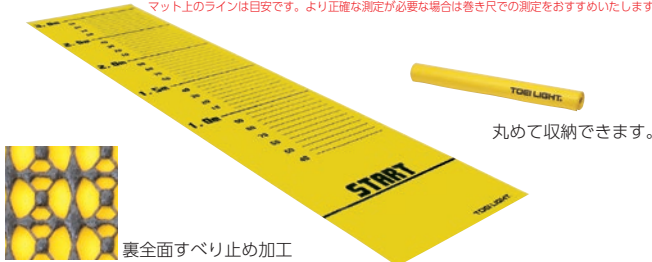 マット上のラインは目安です。より正確な測定が必要な場合は巻き尺での測定をおすすめいたします
2.0m
1.5m
1.0m
START
TOEI LIGHT
TOEI LIGHT
丸めて収納できます。
裏全面すべり止め加工